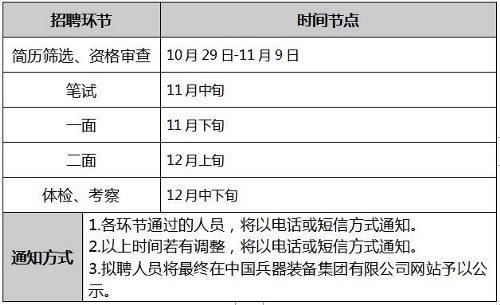 招聘环节 时间节点
简历筛选、资格审查 10月29日-11月9日
笔试 11月中旬
一面 11月下旬
二面 12月上旬
体检、考察 12月中下旬
通知方式
1.各环节通过的人员，将以电话或短信方式通知。
2.以上时间若有调整，将以电话或短信方式通知。
3.拟聘人员将最终在中国兵器装备集团有限公司网站予以公
示。